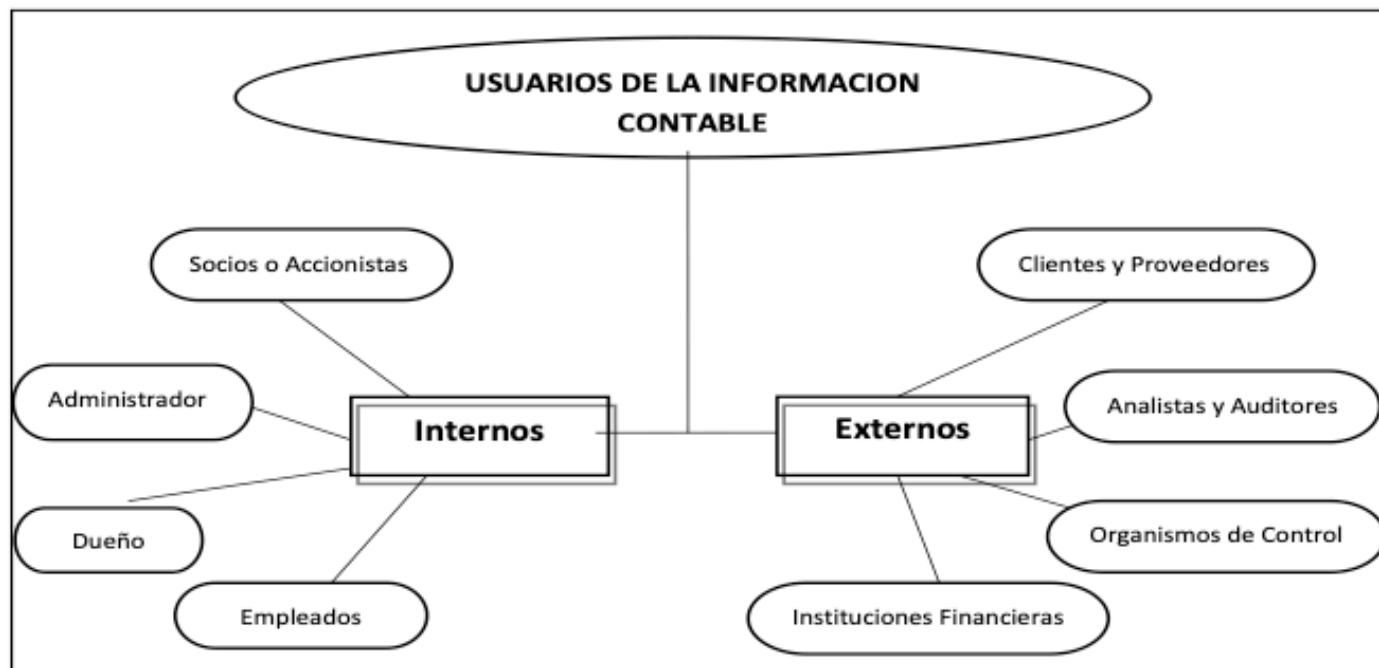 USUARIOS DE LA INFORMACION
CONTABLE
Socios o Accionistas
Clientes y Proveedores
Administrador
Analistas y Auditores
Internos
Externos
Dueño
Organismos de Control
Empleados
Instituciones Financieras